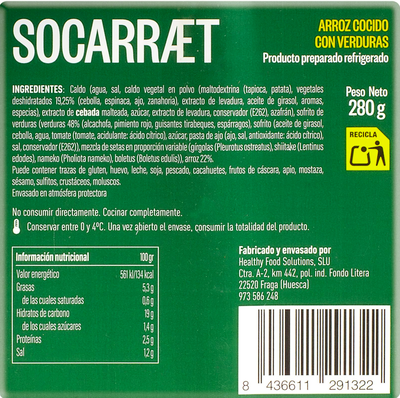 SOCARRÆT
ARROZ COCIDO
CON VERDURAS
Producto preparado refrigerado
INGREDIENTES: Caldo (agua, sal, caldo vegetal en polvo (maltodextrina (tapioca, patata), vegetales
deshidratados 19,25% (cebolla, espinaca, ajo, zanahoria), extracto de levadura, aceite de girasol, aromas,
especias), extracto de cebada malteada, azúcar, extracto de levadura, conservador (E262), azafrán), sofrito de
verduras 48% (alcachofa, pimiento rojo, guisantes tirabeques, espárragos), sofrito (aceite de girasol,
cebolla, agua, tomate (tomate, acidulante: ácido cítrico), azúcar, pasta de ajo (ajo, sal, antioxidante: ácido cítrico),
sal, conservador (E262)), mezcla de setas en proporción variable (gírgolas (Pleurotus ostreatus), shiitake (Lentinus
edodes), nameko (Pholiota nameko), boletus (Boletus edulis)), arroz 22%.
Puede contener trazas de gluten, huevo, leche, soja, pescado, cacahuetes, frutos de cáscara, apio, mostaza,
sésamo, sulfitos, crustáceos, moluscos.
Envasado en atmósfera protectora
Peso Neto
280 g
RECICLA
No consumir directamente. Cocinar completamente.
Conservar entre 0 y 4ºC. Una vez abierto el envase, consumir la totalidad del producto.
Información nutricional 100 gr
Valor energético 561 kJ/134 kcal
Grasas 5,3 g
de las cuales saturadas 0,6 g
Hidratos de carbono 19 g
de los cuales azúcares 1,4 g
Proteínas 2,5 g
Sal 1,2 g
Fabricado y envasado por
Healthy Food Solutions, SLU
Ctra. A-2, km 442, pol. ind. Fondo Litera
22520 Fraga (Huesca)
973 586 248
8 436611 291322